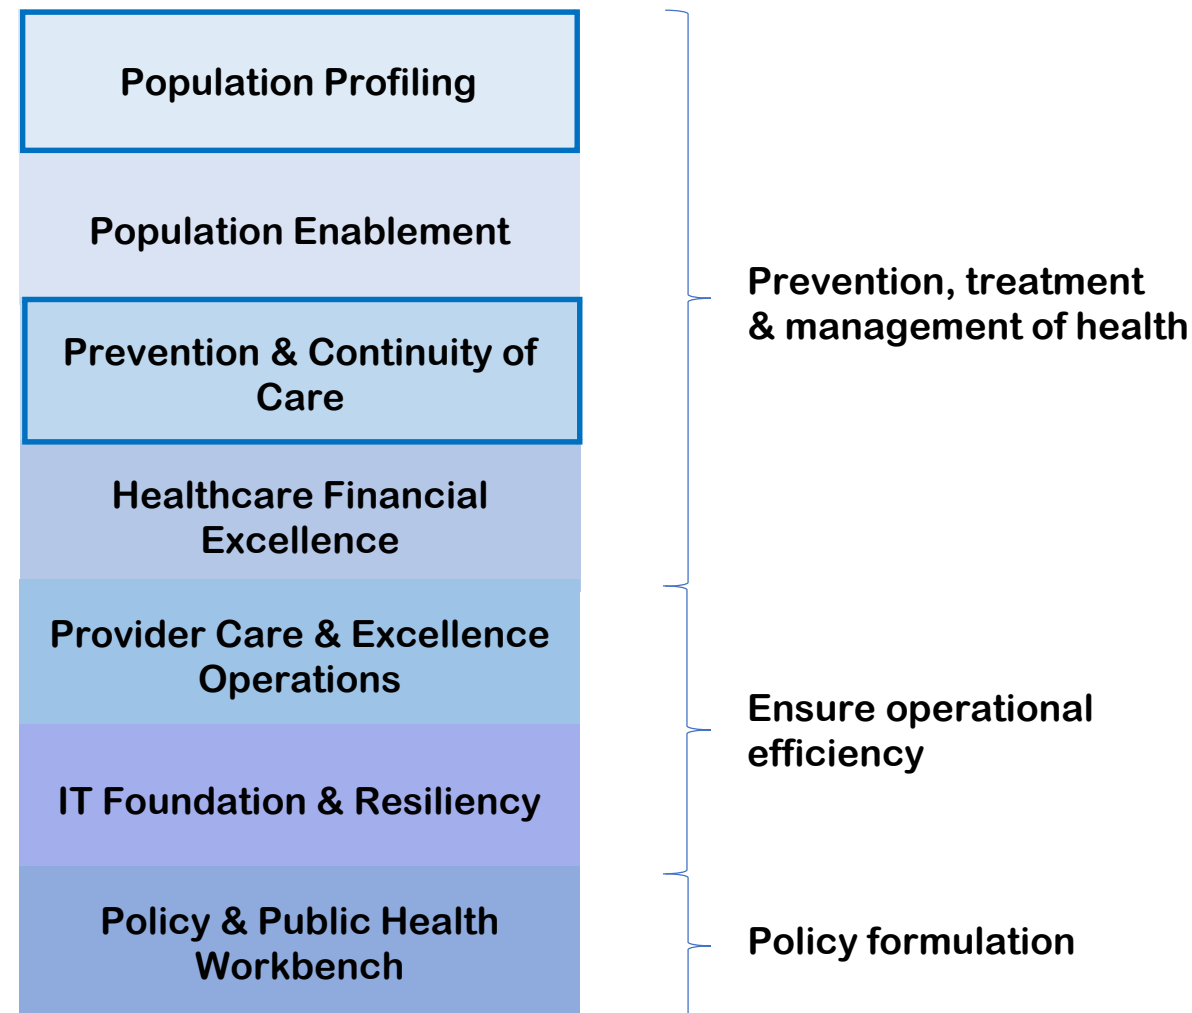 Population Profiling
Population Enablement
Prevention & Continuity of
Care
Healthcare Financial
Excellence
Provider Care & Excellence
Operations
IT Foundation & Resiliency
Policy & Public Health
Workbench
Prevention, treatment
& management of health
Ensure operational
efficiency
Policy formulation